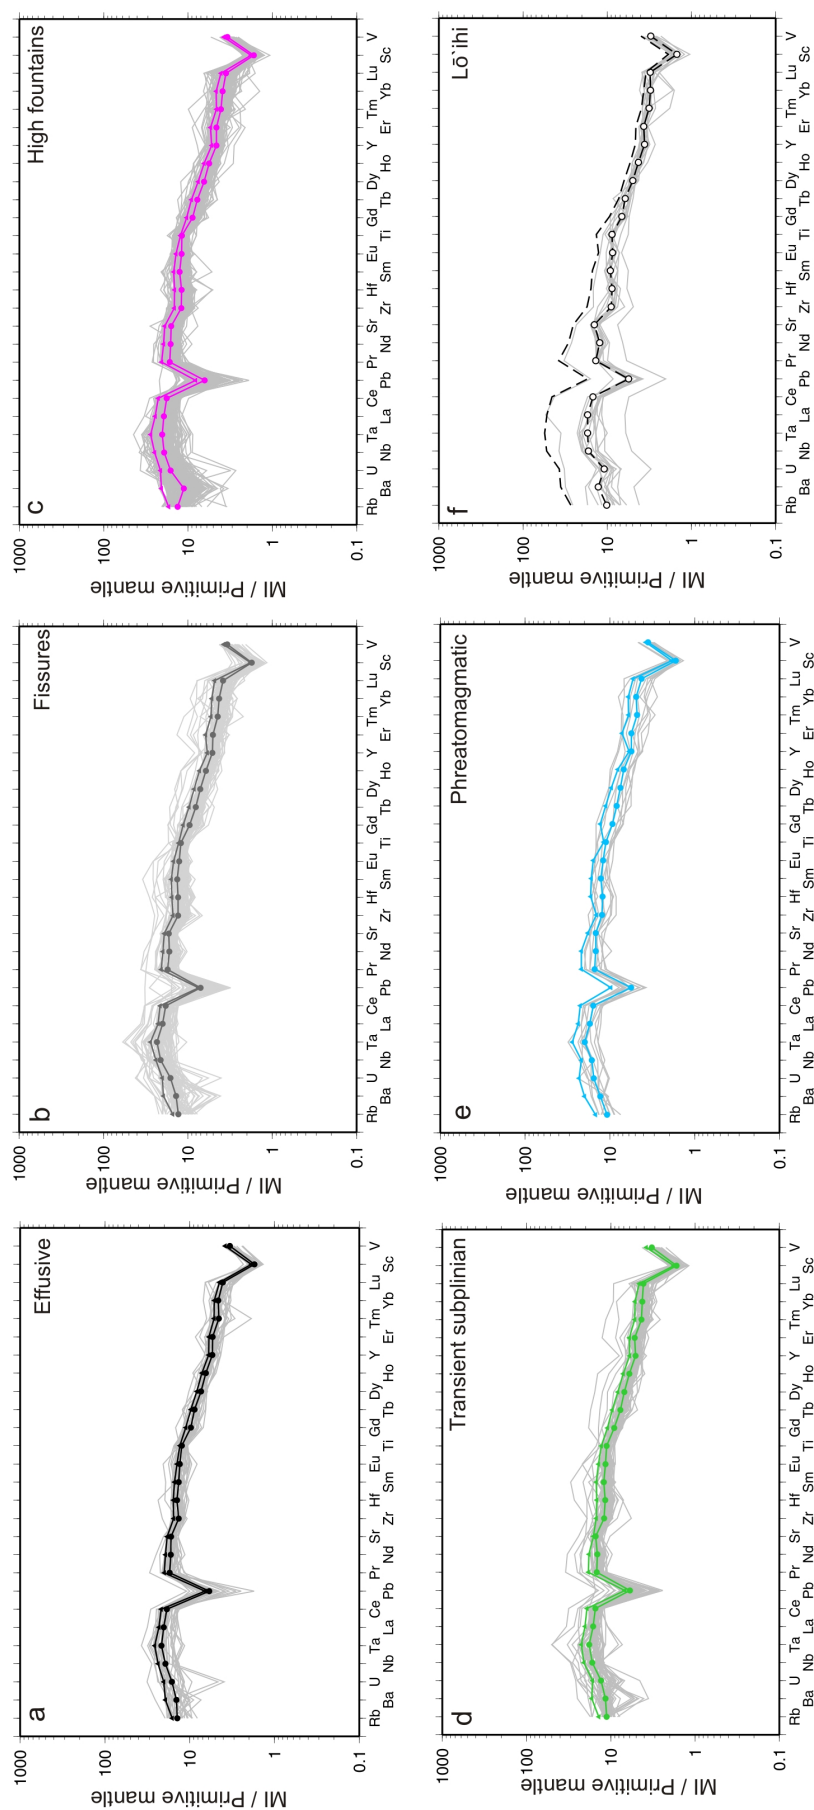 a
Effusive
MI / Primitive mantle
1000
100
10
1
0.1
Rb U Ta Ce Pr Sr Hf Eu Gd Dy Y Tm Lu V
Ba Nb La Pb Nd Zr Sm Ti Tb Ho Er Yb Sc
b
Fissures
MI / Primitive mantle
1000
100
10
1
0.1
Rb U Ta Ce Pr Sr Hf Eu Gd Dy Y Tm Lu V
Ba Nb La Pb Nd Zr Sm Ti Tb Ho Er Yb Sc
c
High fountains
MI / Primitive mantle
1000
100
10
1
0.1
Rb U Ta Ce Pr Sr Hf Eu Gd Dy Y Tm Lu V
Ba Nb La Pb Nd Zr Sm Ti Tb Ho Er Yb Sc
d
Transient subplinian
MI / Primitive mantle
1000
100
10
1
0.1
Rb U Ta Ce Pr Sr Hf Eu Gd Dy Y Tm Lu V
Ba Nb La Pb Nd Zr Sm Ti Tb Ho Er Yb Sc
e
Phreatomagmatic
MI / Primitive mantle
1000
100
10
1
0.1
Rb U Ta Ce Pr Sr Hf Eu Gd Dy Y Tm Lu V
Ba Nb La Pb Nd Zr Sm Ti Tb Ho Er Yb Sc
f
Lō`ihi
MI / Primitive mantle
1000
100
10
1
0.1
Rb U Ta Ce Pr Sr Hf Eu Gd Dy Y Tm Lu V
Ba Nb La Pb Nd Zr Sm Ti Tb Ho Er Yb Sc